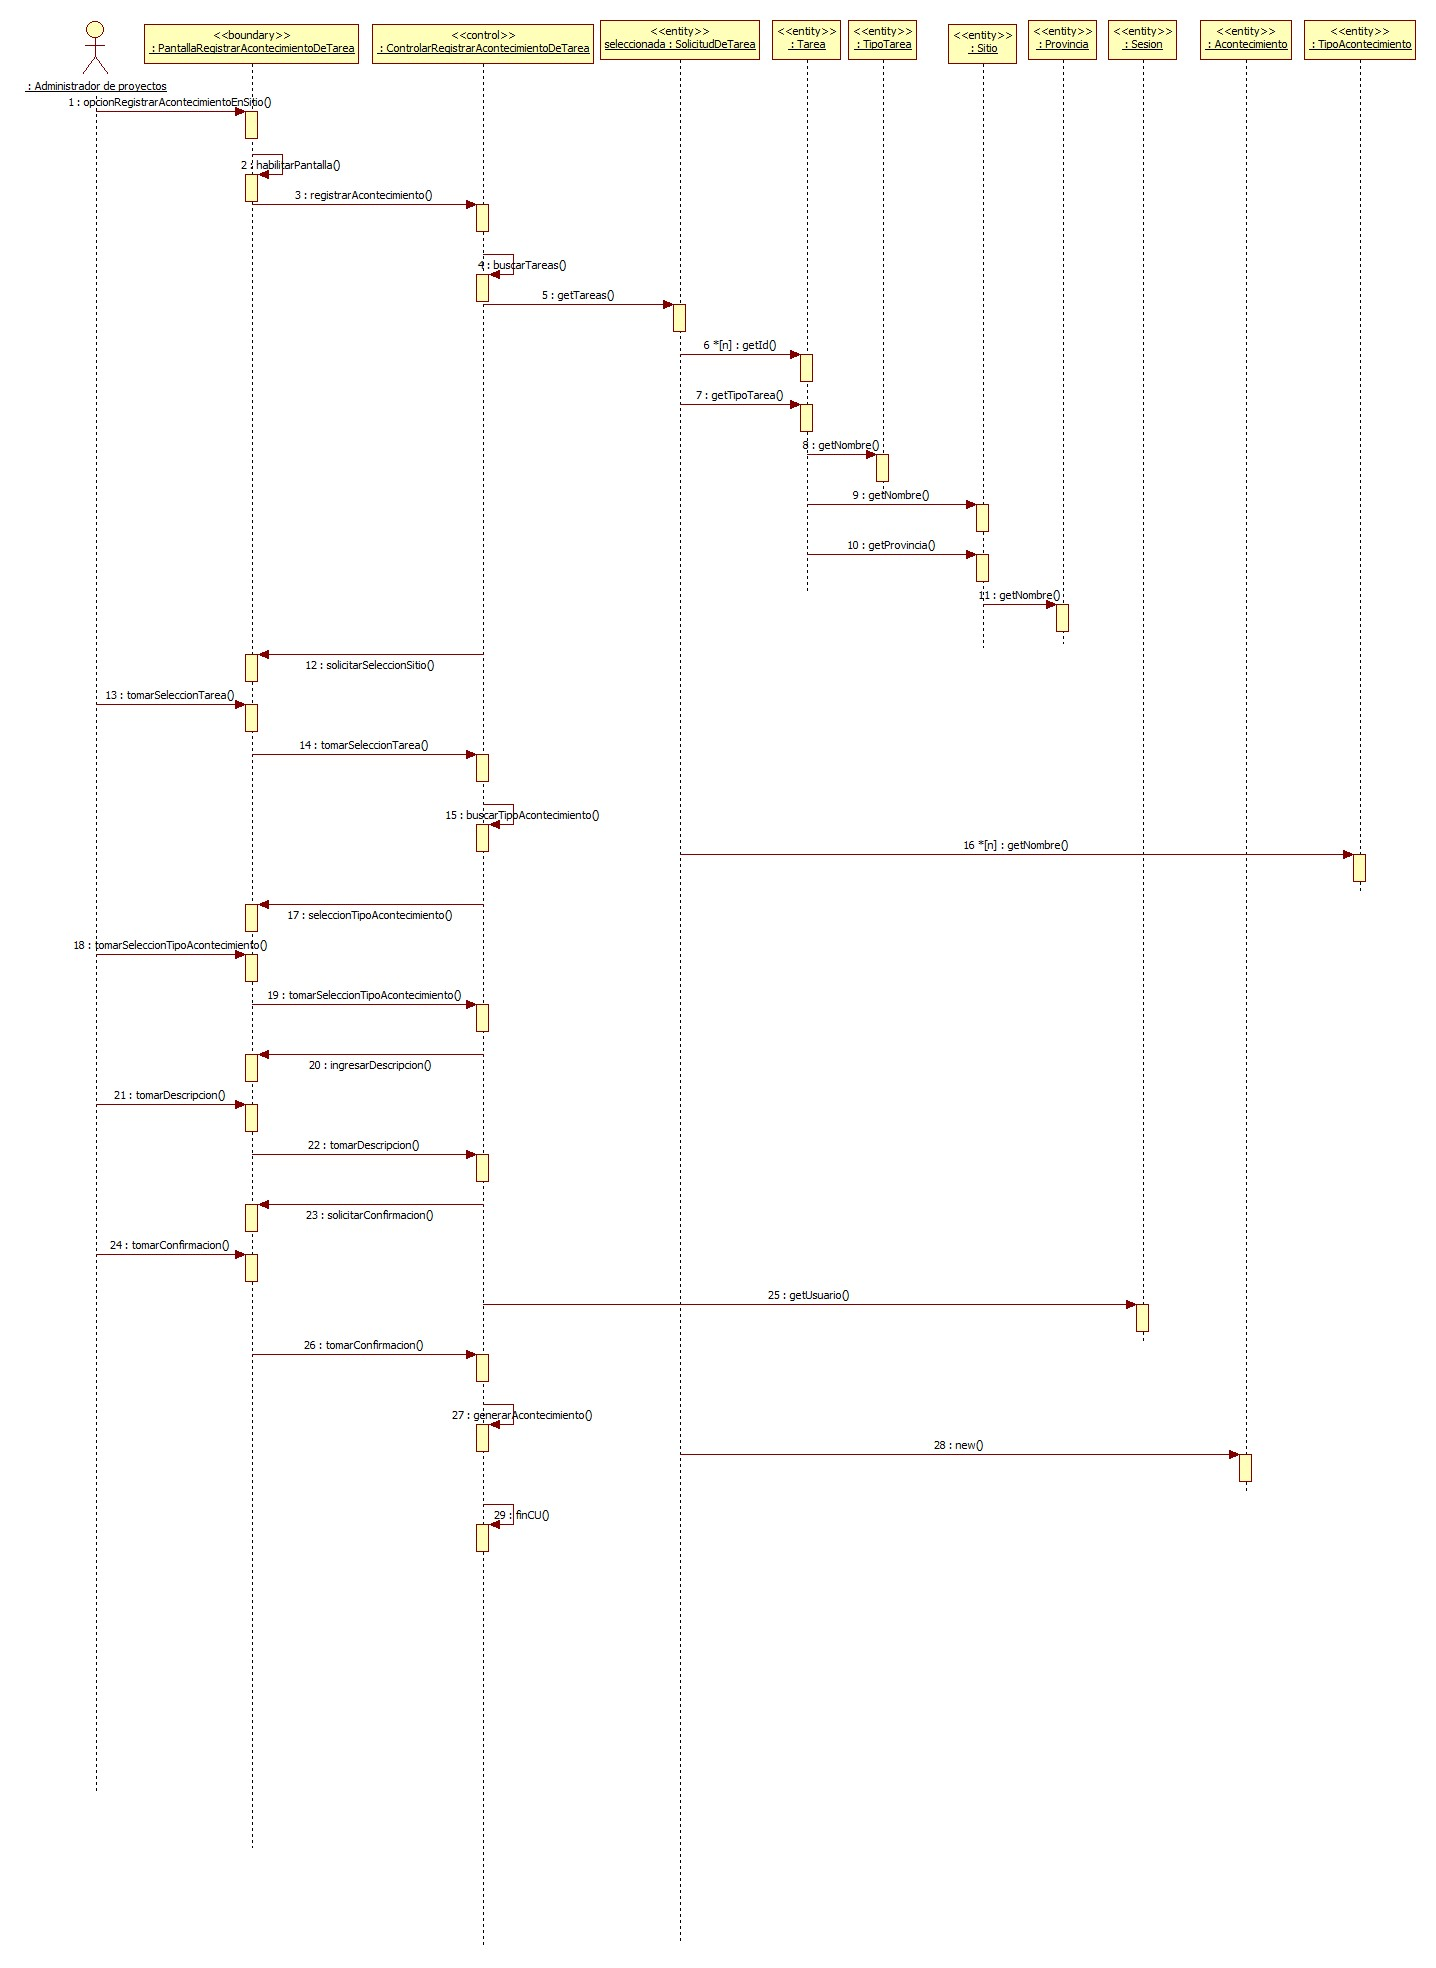 : Administrador de proyectos
<<boundary>>
: PantallaRegistrarAcontecimientoDeTarea
<<control>>
: ControlarRegistrarAcontecimientoDeTarea
<<entity>>
seleccionada : SolicitudDeTarea
<<entity>>
: Tarea
<<entity>>
: TipoTarea
<<entity>>
: Sitio
<<entity>>
: Provincia
<<entity>>
: Sesion
<<entity>>
: Acontecimiento
<<entity>>
: TipoAcontecimiento
1 : opcionRegistrarAcontecimientoEnSitio()
2 : habilitarPantalla()
3 : registrarAcontecimiento()
4 : buscarTareas()
5 : getTareas()
6 *[n] : getId()
7 : getTipoTarea()
8 : getNombre()
9 : getNombre()
10 : getProvincia()
11 : getNombre()
12 : solicitarSeleccionSitio()
13 : tomarSeleccionTarea()
14 : tomarSeleccionTarea()
15 : buscarTipoAcontecimiento()
16 *[n] : getNombre()
17 : seleccionTipoAcontecimiento()
18 : tomarSeleccionTipoAcontecimiento()
19 : tomarSeleccionTipoAcontecimiento()
20 : ingresarDescripcion()
21 : tomarDescripcion()
22 : tomarDescripcion()
23 : solicitarConfirmacion()
24 : tomarConfirmacion()
25 : getUsuario()
26 : tomarConfirmacion()
27 : generarAcontecimiento()
28 : new()
29 : finCU()